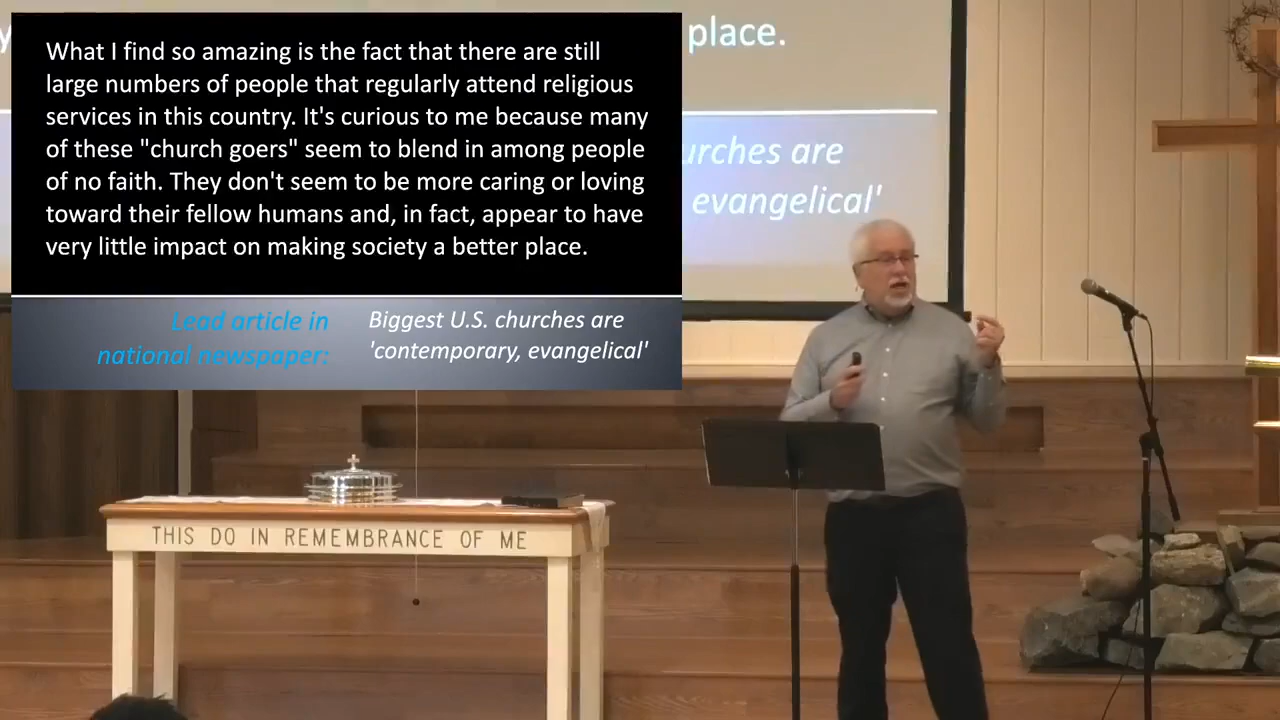 What I find so amazing is the fact that there are still
large numbers of people that regularly attend religious
services in this country. It's curious to me because many
of these "church goers" seem to blend in among people
of no faith. They don't seem to be more caring or loving
toward their fellow humans and, in fact, appear to have
very little impact on making society a better place.
Lead article in
national newspaper:
Biggest U.S. churches are
'contemporary, evangelical'
place.
urches are
evangelical'
THIS DO IN REMEMBRANCE OF ME